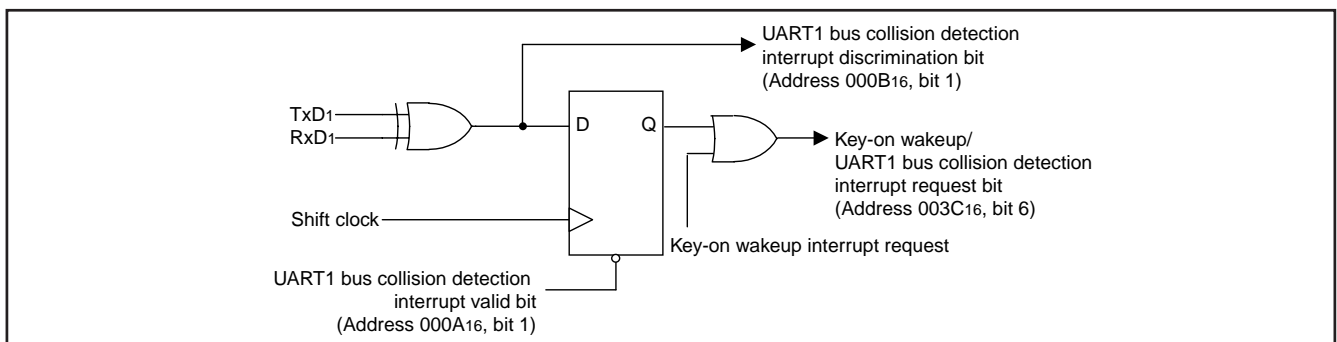 UART1 bus collision detection
interrupt discrimination bit
(Address 000B16, bit 1)
TxD1
RxD1
D
Q
Key-on wakeup/
UART1 bus collision detection
interrupt request bit
(Address 003C16, bit 6)
Shift clock
Key-on wakeup interrupt request
UART1 bus collision detection
interrupt valid bit
(Address 000A16, bit 1)